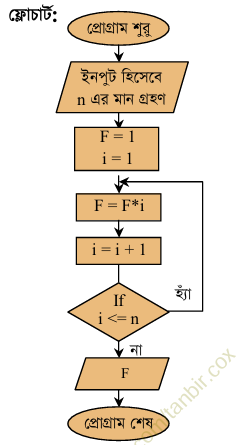 ফ্লোচার্ট:
প্রোগ্রাম শুরু
ইনপুট হিসেবে
n এর মান গ্রহণ
F = 1
i = 1
F = F*i
i = i + 1
If
i <= n
হ্যাঁ
না
F
প্রোগ্রাম শেষ